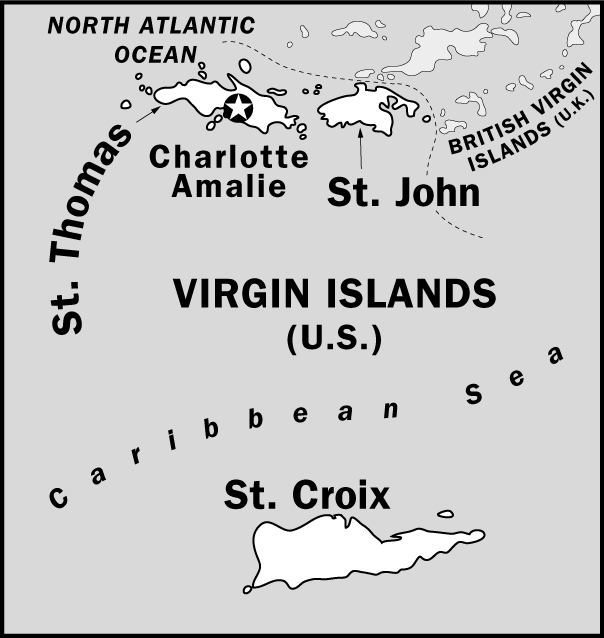 NORTH ATLANTIC
OCEAN
BRITISH VIRGIN
ISLANDS (U.K.)
St. Thomas
Charlotte
Amalie
St. John
VIRGIN ISLANDS
(U.S.)
Caribbean Sea
St. Croix